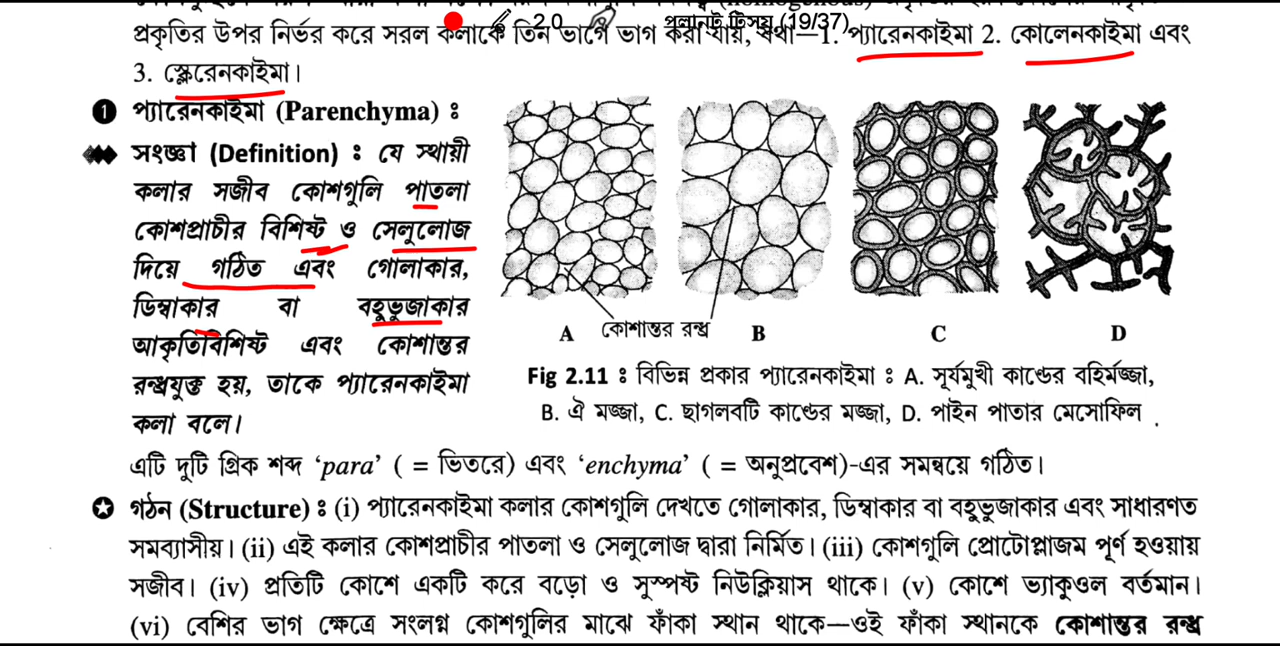 2.0
প্লান্ট টিসু (19/37)
প্রকৃতির উপর নির্ভর করে সরল কলাকে তিন ভাগে ভাগ করা যায়, যথা—1. প্যারেনকাইমা 2. কোলেনকাইমা এবং
3. স্ক্লেরেনকাইমা।
1 প্যারেনকাইমা (Parenchyma) ঃ
সংজ্ঞা (Definition) ঃ যে স্থায়ী
কলার সজীব কোশগুলি পাতলা
কোশপ্রাচীর বিশিষ্ট ও সেলুলোজ
দিয়ে গঠিত এবং গোলাকার,
ডিম্বাকার বা বহুভুজাকার
আকৃতিবিশিষ্ট এবং কোশান্তর
রন্ধ্রযুক্ত হয়, তাকে প্যারেনকাইমা
কলা বলে।
A কোশান্তর রন্ধ্র B C D
Fig 2.11 ঃ বিভিন্ন প্রকার প্যারেনকাইমা ঃ A. সূর্যমুখী কাণ্ডের বহির্মজ্জা,
B. ঐ মজ্জা, C. ছাগলবটি কাণ্ডের মজ্জা, D. পাইন পাতার মেসোফিল
এটি দুটি গ্রিক শব্দ ‘para’ ( = ভিতরে) এবং ‘enchyma’ ( = অনুপ্রবেশ)-এর সমন্বয়ে গঠিত।
গঠন (Structure) ঃ (i) প্যারেনকাইমা কলার কোশগুলি দেখতে গোলাকার, ডিম্বাকার বা বহুভুজাকার এবং সাধারণত
সমব্যাসীয়। (ii) এই কলার কোশপ্রাচীর পাতলা ও সেলুলোজ দ্বারা নির্মিত। (iii) কোশগুলি প্রোটোপ্লাজম পূর্ণ হওয়ায়
সজীব। (iv) প্রতিটি কোশে একটি করে বড়ো ও সুস্পষ্ট নিউক্লিয়াস থাকে। (v) কোশে ভ্যাকুওল বর্তমান।
(vi) বেশির ভাগ ক্ষেত্রে সংলগ্ন কোশগুলির মাঝে ফাঁকা স্থান থাকে—ওই ফাঁকা স্থানকে কোশান্তর রন্ধ্র